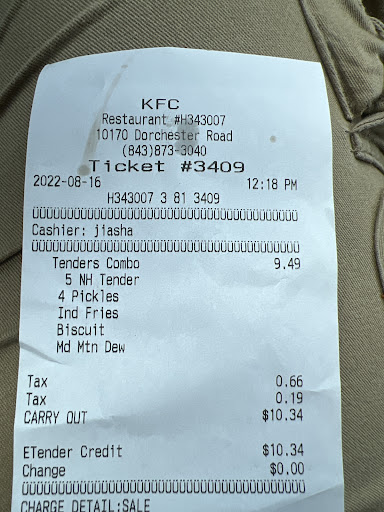 KFC
Restaurant #H343007
10170 Dorchester Road
(843)873-3040
Ticket #3409
2022-08-16 12:18 PM
H343007 3 81 3409
ÜÜÜÜÜÜÜÜÜÜÜÜÜÜÜÜÜÜÜÜÜÜÜÜÜÜÜÜÜÜÜÜÜÜÜÜÜÜ
Cashier: jiasha
ÜÜÜÜÜÜÜÜÜÜÜÜÜÜÜÜÜÜÜÜÜÜÜÜÜÜÜÜÜÜÜÜÜÜÜÜÜÜ
Tenders Combo 9.49
5 NH Tender
4 Pickles
Ind Fries
Biscuit
Md Mtn Dew
Tax 0.66
Tax 0.19
CARRY OUT $10.34
ETender Credit $10.34
Change $0.00
ÜÜÜÜÜÜÜÜÜÜÜÜÜÜÜÜÜÜÜÜÜÜÜÜÜÜÜÜÜÜÜÜÜÜÜÜÜÜ
CHARGE DETAIL:SALE